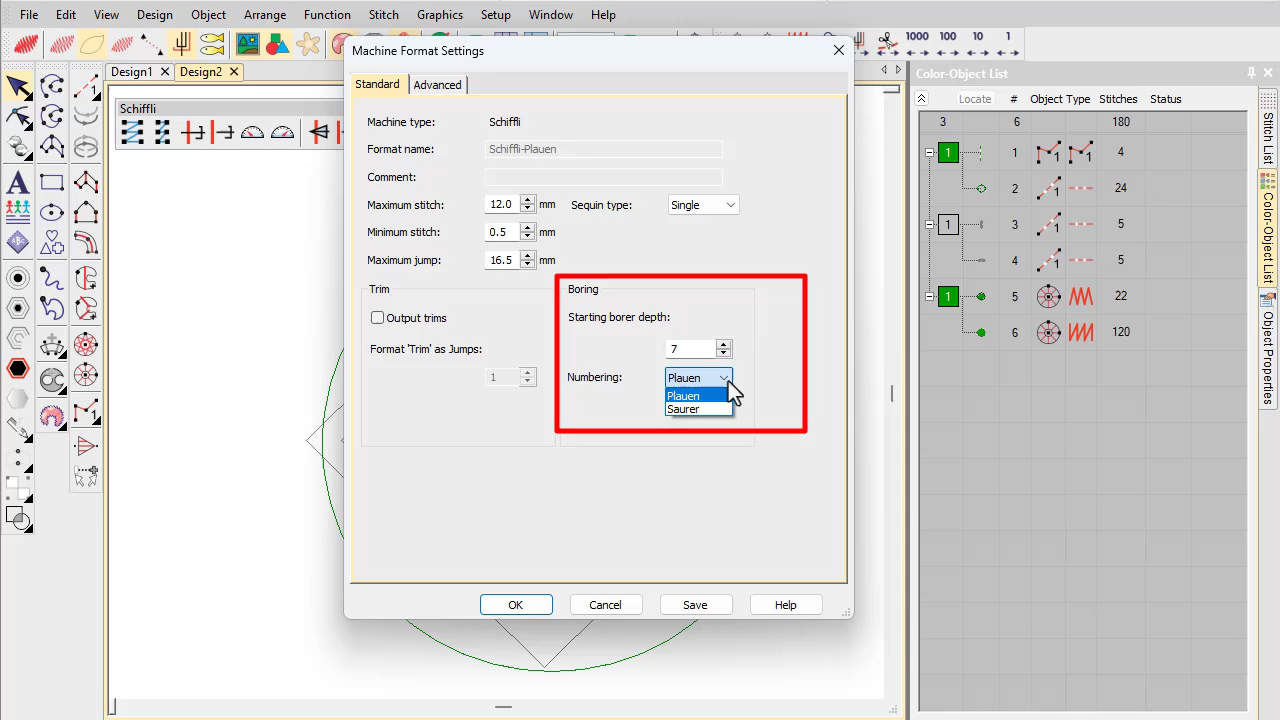 File Edit View Design Object Arrange Function Stitch Graphics Setup Window Help
1000 100 10 1
Design1 Design2
Schiffli
Machine Format Settings
Standard Advanced
Machine type: Schiffli
Format name: Schiffli-Plauen
Comment:
Maximum stitch: 12.0 mm Sequin type: Single
Minimum stitch: 0.5 mm
Maximum jump: 16.5 mm
Trim
Output trims
Format 'Trim' as Jumps:
1
Boring
Starting borer depth:
7
Numbering: Plauen
Plauen
Saurer
OK Cancel Save Help
Color-Object List
Locate # Object Type Stitches Status
3 6 180
1 1 1 1 4
2 1 24
1 3 1 5
4 1 5
1 5 22
6 120
Stitch List
Color-Object List
Object Properties